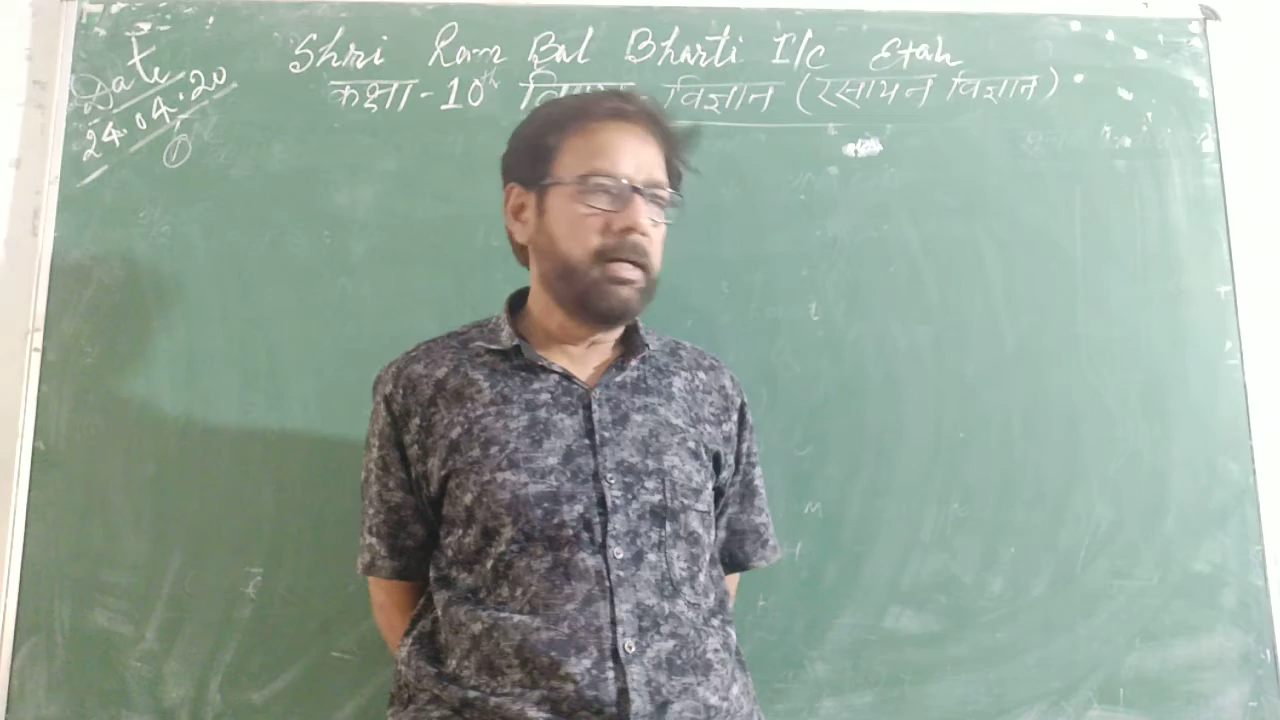 Shri Ram Bal Bharti I/c Etah
कक्षा-10th विज्ञान (रसायन विज्ञान)
Date
24.04.20
1